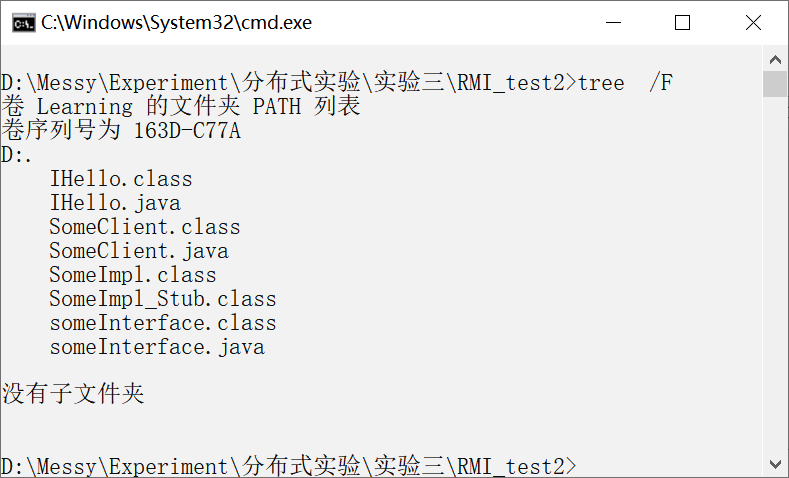 C:\Windows\System32\cmd.exe
D:\Messy\Experiment\分布式实验\实验三\RMI_test2>tree  /F
卷 Learning 的文件夹 PATH 列表
卷序列号为 163D-C77A
D:.
    IHello.class
    IHello.java
    SomeClient.class
    SomeClient.java
    SomeImpl.class
    SomeImpl_Stub.class
    someInterface.class
    someInterface.java
没有子文件夹
D:\Messy\Experiment\分布式实验\实验三\RMI_test2>